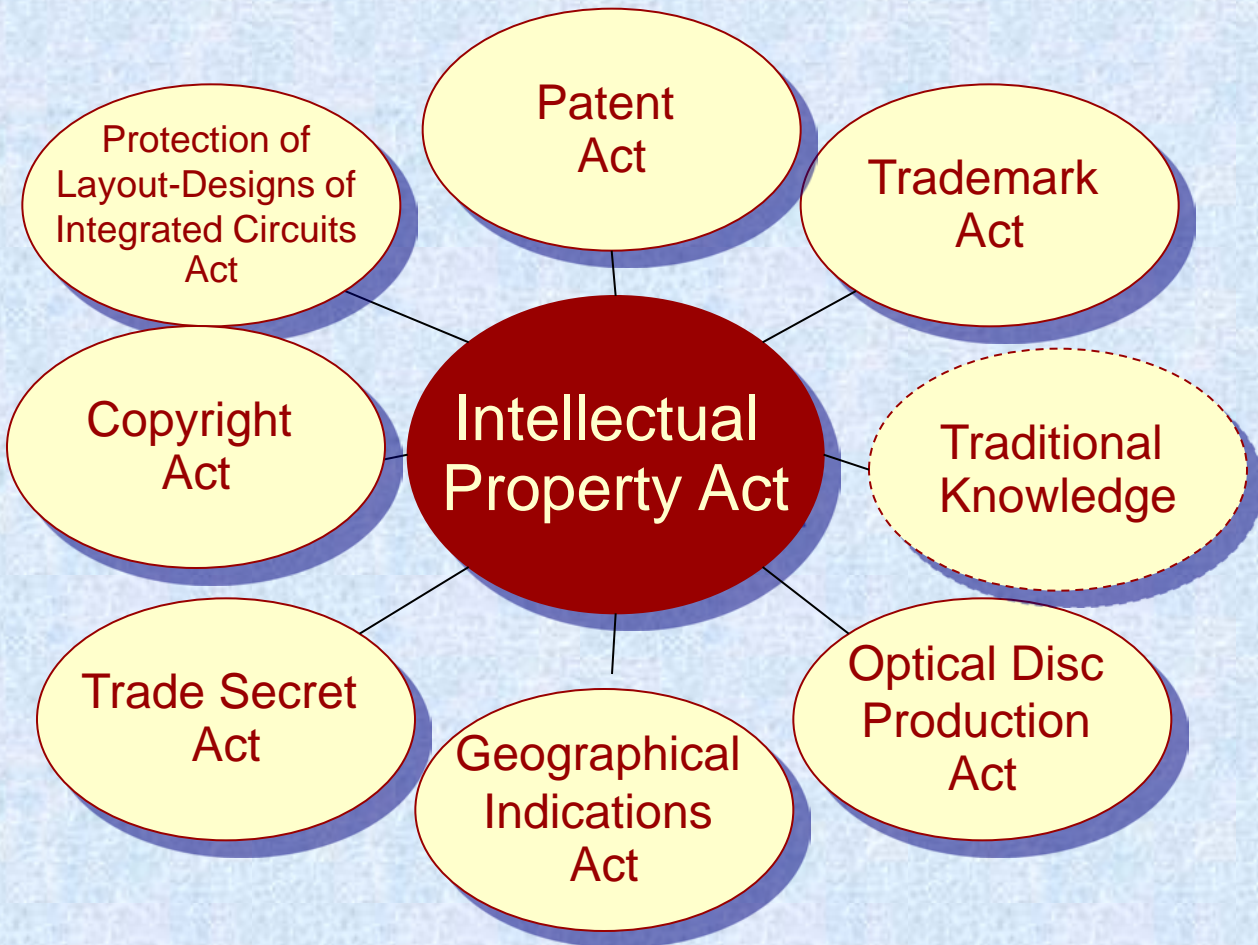 Patent
Act
Protection of
Layout-Designs of
Integrated Circuits
Act
Trademark
Act
Copyright
Act
Intellectual
Property Act
Traditional
Knowledge
Trade Secret
Act
Geographical
Indications
Act
Optical Disc
Production
Act